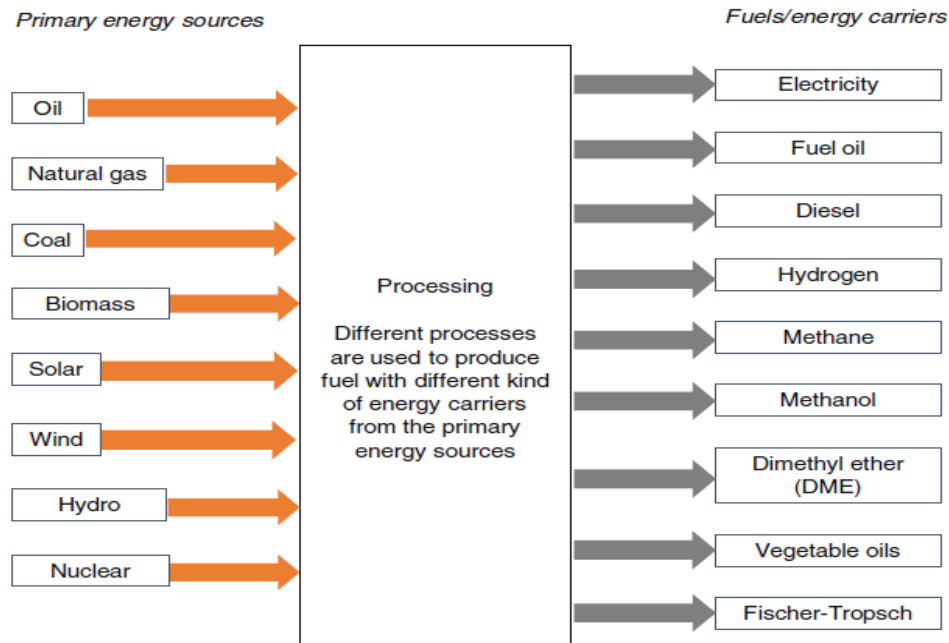 Primary energy sources
Fuels/energy carriers
Oil
Natural gas
Coal
Biomass
Solar
Wind
Hydro
Nuclear
Processing
Different processes
are used to produce
fuel with different kind
of energy carriers
from the primary
energy sources
Electricity
Fuel oil
Diesel
Hydrogen
Methane
Methanol
Dimethyl ether
(DME)
Vegetable oils
Fischer-Tropsch